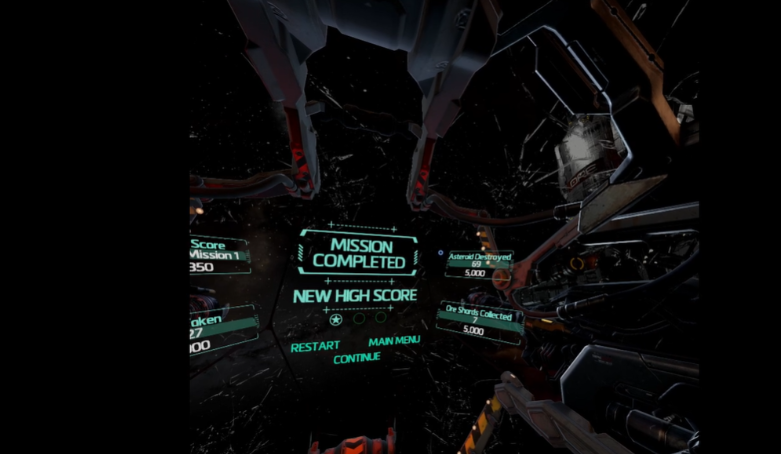 Score
Mission 1
350
MISSION
COMPLETED
NEW HIGH SCORE
Asteroid Destroyed
69
5,000
Ore Shards Collected
7
5,000
oken
27
000
RESTART
MAIN MENU
CONTINUE